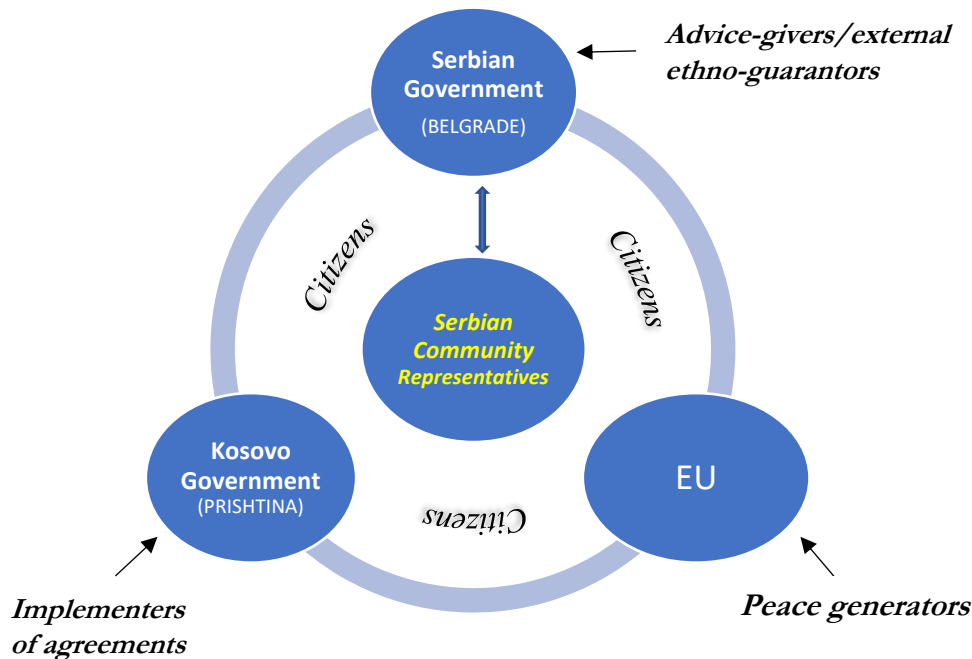 Serbian
Government
(BELGRADE)
Advice-givers/external
ethno-guarantors
Citizens
Citizens
Serbian
Community
Representatives
Kosovo
Government
(PRISHTINA)
EU
Citizens
Implementers
of agreements
Peace generators